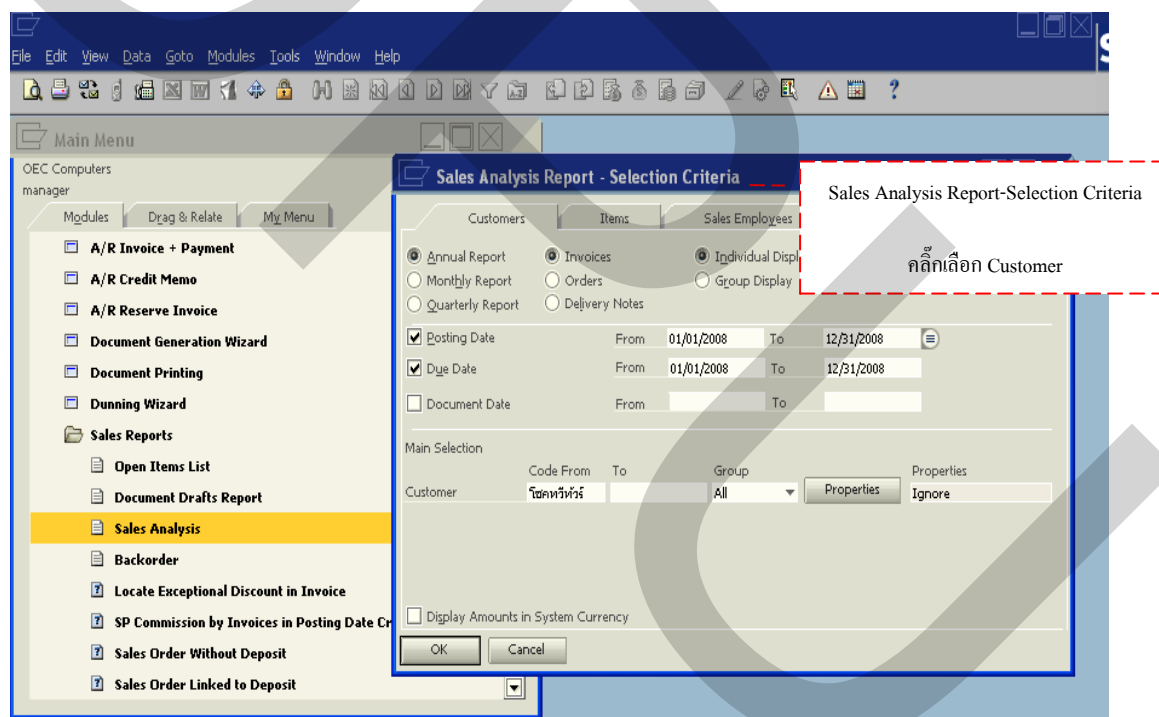 File Edit View Data Goto Modules Tools Window Help
Main Menu
OEC Computers
manager
Modules Drag & Relate My Menu
A/R Invoice + Payment
A/R Credit Memo
A/R Reserve Invoice
Document Generation Wizard
Document Printing
Dunning Wizard
Sales Reports
Open Items List
Document Drafts Report
Sales Analysis
Backorder
Locate Exceptional Discount in Invoice
SP Commission by Invoices in Posting Date Cr
Sales Order Without Deposit
Sales Order Linked to Deposit
Sales Analysis Report - Selection Criteria
Customers Items Sales Employees
Annual Report Invoices Individual Displ
Monthly Report Orders Group Display
Quarterly Report Delivery Notes
Posting Date From 01/01/2008 To 12/31/2008
Due Date From 01/01/2008 To 12/31/2008
Document Date From To
Main Selection
Code From To Group Properties
Customer โชคทวีทัวร์ All Properties Ignore
Display Amounts in System Currency
OK Cancel
Sales Analysis Report-Selection Criteria
คลิ๊กเลือก Customer